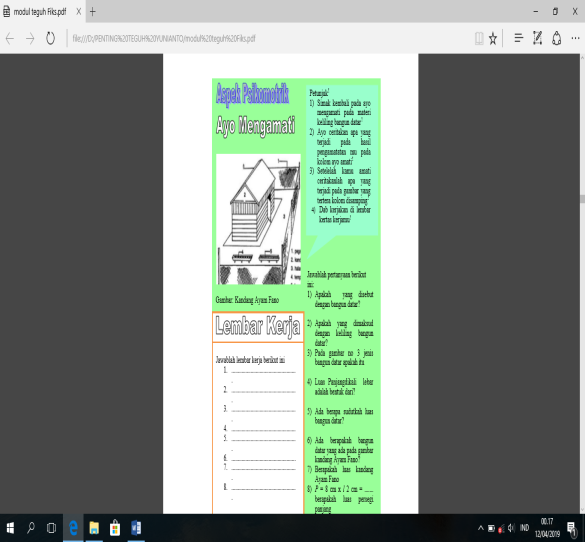 modul teguh Fiks.pdf
file:///D:/PENTING%20TEGUH%20YUNIANTO/modul%20teguh%20Fiks.pdf
Aspek Psikomotrik
Ayo Mengamati
Gambar: Kandang Ayam Fano
Lembar Kerja
Jawablah lembar kerja berikut ini
1.
2.
3.
4.
5.
6.
7.
8.
Petunjuk!
1) Simak kembali pada ayo
mengamati pada materi
keliling bangun datar!
2) Ayo ceritakan apa yang
terjadi pada hasil
pengamatatan mu pada
kolom ayo amati!
3) Setelelah kamu amati
ceritakanlah apa yang
terjadi pada gambar yang
tertera kolom disamping!
4) Dab kerjakan di lembar
kertas kerjamu!
Jawablah pertanyaan berikut
ini:
1) Apakah yang disebut
dengan bangun datar?
2) Apakah yang dimaksud
dengan keliling bangun
datar?
3) Pada gambar no 3 jenis
bangun datar apakah itu
4) Luas Panjangdikali lebar
adalah bentuk dari?
5) Ada berapa sudutkah luas
bangun datar?
6) Ada berapakah bangun
datar yang ada pada gambar
kandang Ayam Fano?
7) Berapakah luas kandang
Ayam Fano
8) P = 8 cm x l 2 cm = ......
berapakah luas persegi
panjang
IND
00.17
12/04/2019